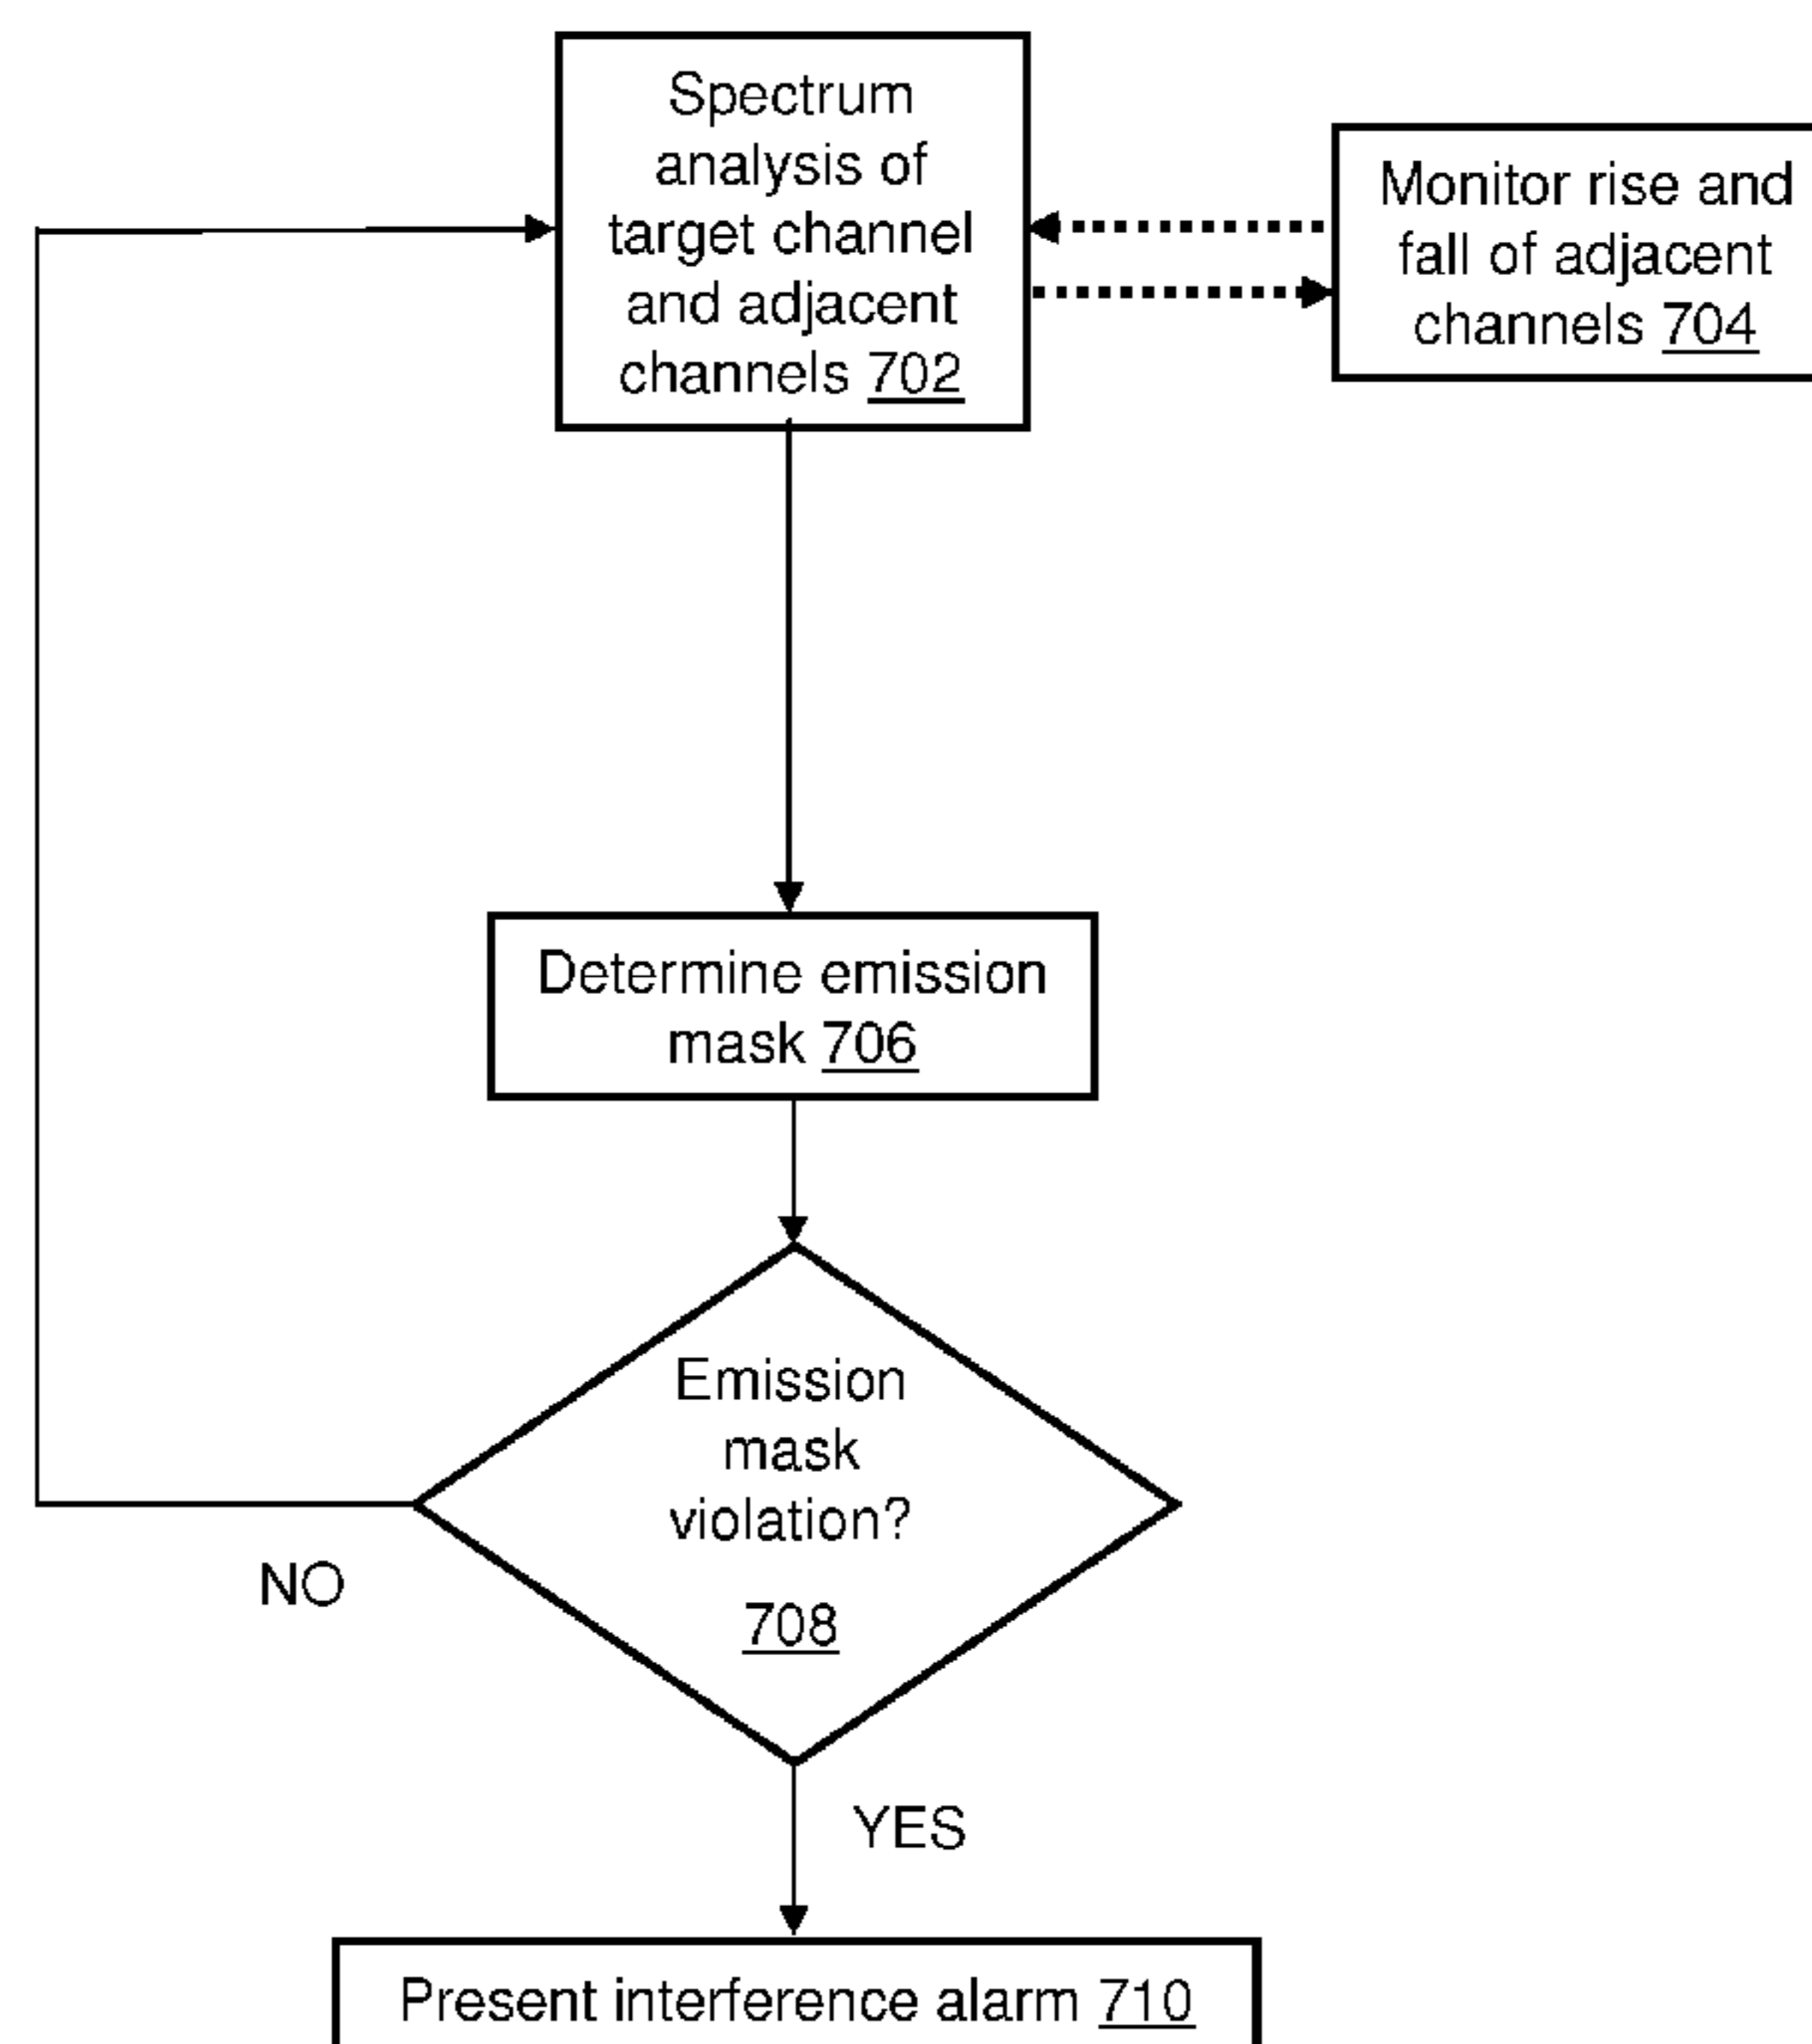 Spectrum
analysis of
target channel
and adjacent
channels 702
Monitor rise and
fall of adjacent
channels 704
Determine emission
mask 706
Emission
mask
violation?
708
NO
YES
Present interference alarm 710